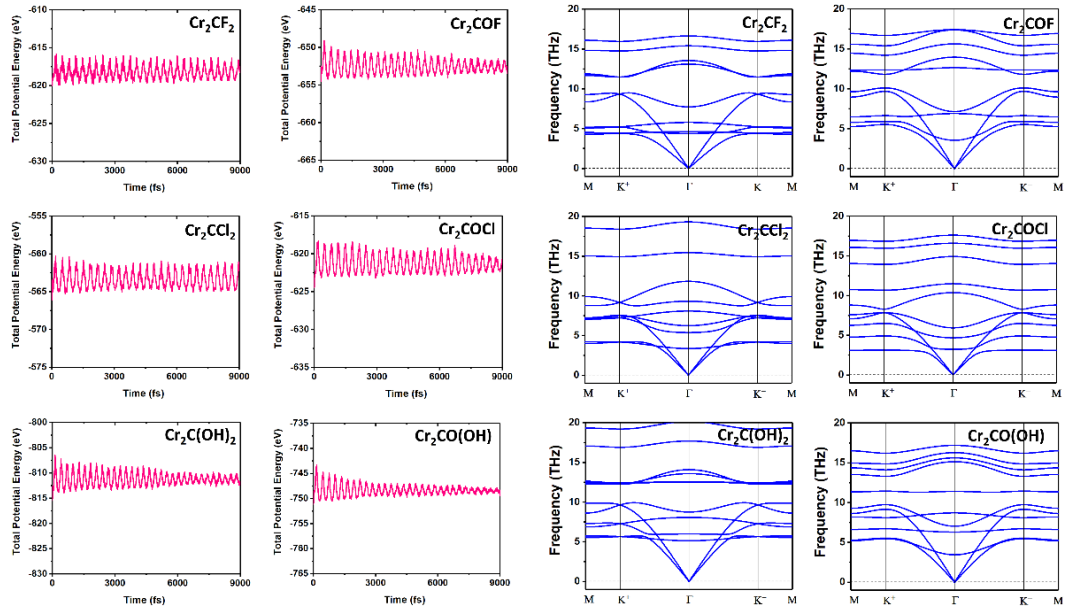 Cr2CF2
Total Potential Energy (eV)
-610
-615
-620
-625
-630
0 3000 6000 9000
Time (fs)
Cr2COF
Total Potential Energy (eV)
-645
-650
-656
-660
-665
0 3000 6000 9000
Time (fs)
Cr2CF2
Frequency (THz)
20
15
10
5
0
M K+ Γ K M
Cr2COF
Frequency (THz)
20
15
10
5
0
M K+ Γ K M
Cr2CCl2
Total Potential Energy (eV)
-555
-560
-565
-570
-575
0 3000 6000 9000
Time (fs)
Cr2COCl
Total Potential Energy (eV)
-615
-620
-625
-630
-635
0 3000 6000 9000
Time (fs)
Cr2CCl2
Frequency (THz)
20
15
10
5
0
M K+ Γ K− M
Cr2COCl
Frequency (THz)
20
15
10
5
0
M K+ Γ K M
Cr2C(OH)2
Total Potential Energy (eV)
-800
-805
-810
-815
-820
-825
-830
0 3000 6000 9000
Time (fs)
Cr2CO(OH)
Total Potential Energy (eV)
-735
-740
-745
-750
-755
-760
-765
0 3000 6000 9000
Time (fs)
Cr2C(OH)2
Frequency (THz)
20
15
10
5
0
M K+ Γ K− M
Cr2CO(OH)
Frequency (THz)
20
15
10
5
0
M K+ Γ K− M